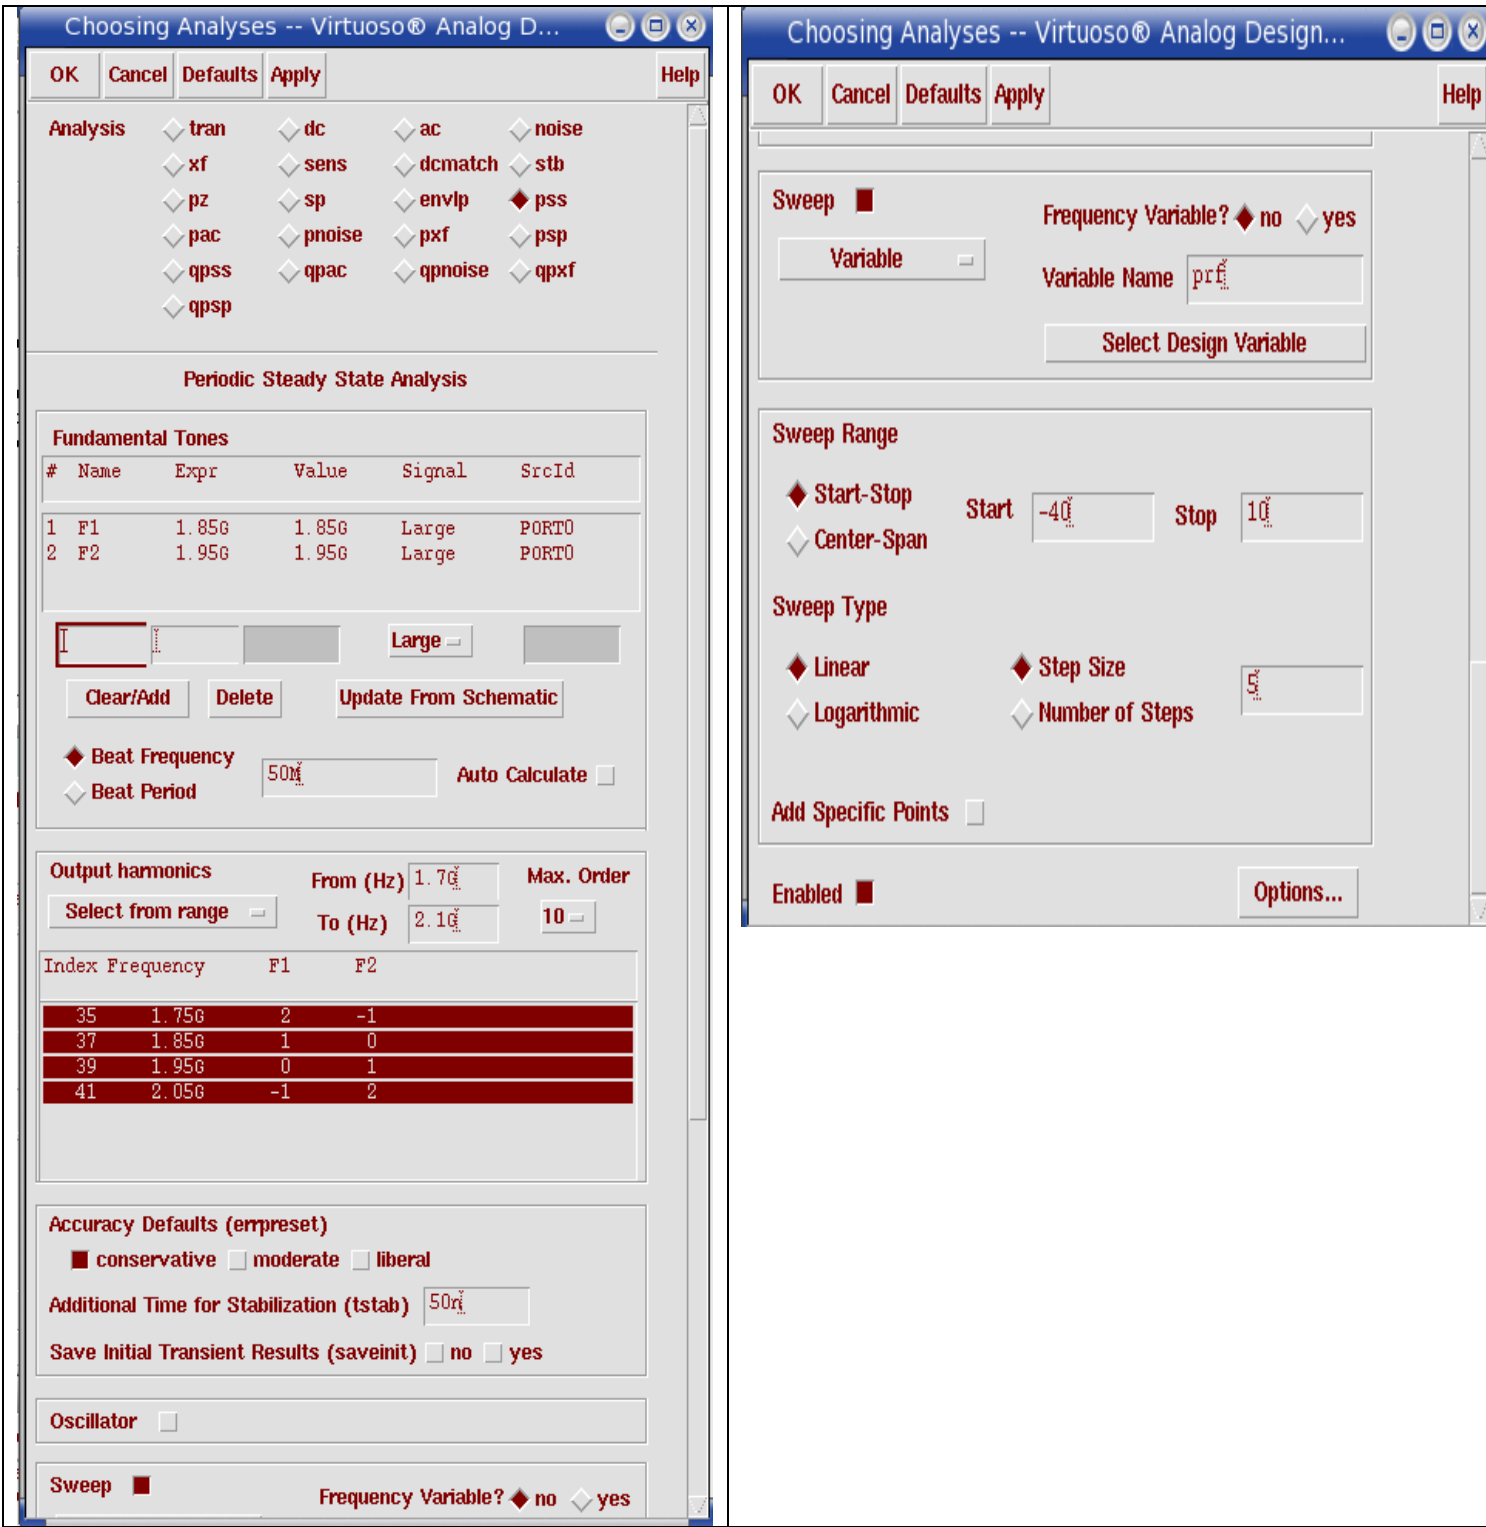 Choosing Analyses -- Virtuoso® Analog D...
OK Cancel Defaults Apply Help
Analysis tran dc ac noise
xf sens dcmatch stb
pz sp envlp pss
pac pnoise pxf psp
qpss qpac qpnoise qpxf
qpsp
Periodic Steady State Analysis
Fundamental Tones
# Name Expr Value Signal SrcId
1 F1 1.85G 1.85G Large PORT0
2 F2 1.95G 1.95G Large PORT0
Large
Clear/Add Delete Update From Schematic
Beat Frequency 50M Auto Calculate
Beat Period
Output harmonics From (Hz) 1.7G Max. Order
Select from range To (Hz) 2.1G 10
Index Frequency F1 F2
35 1.75G 2 -1
37 1.85G 1 0
39 1.95G 0 1
41 2.05G -1 2
Accuracy Defaults (errpreset)
conservative moderate liberal
Additional Time for Stabilization (tstab) 50n
Save Initial Transient Results (saveinit) no yes
Oscillator
Sweep Frequency Variable? no yes
Choosing Analyses -- Virtuoso® Analog Design...
OK Cancel Defaults Apply Help
Sweep Frequency Variable? no yes
Variable Variable Name prf
Select Design Variable
Sweep Range
Start-Stop Start -40 Stop 10
Center-Span
Sweep Type
Linear Step Size 5
Logarithmic Number of Steps
Add Specific Points
Enabled Options...